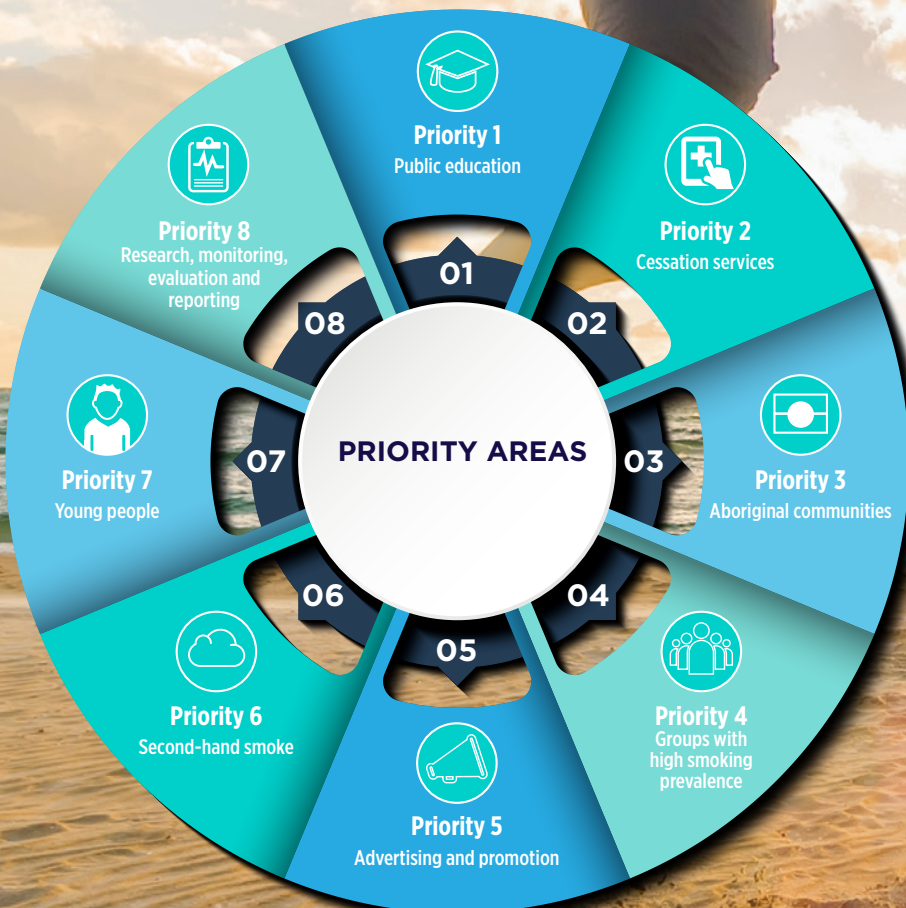 Priority 1
Public education
Priority 2
Cessation services
Priority 3
Aboriginal communities
Priority 4
Groups with
high smoking
prevalence
Priority 5
Advertising and promotion
Priority 6
Second-hand smoke
Priority 7
Young people
Priority 8
Research, monitoring,
evaluation and
reporting
01
02
03
04
05
06
07
08
PRIORITY AREAS